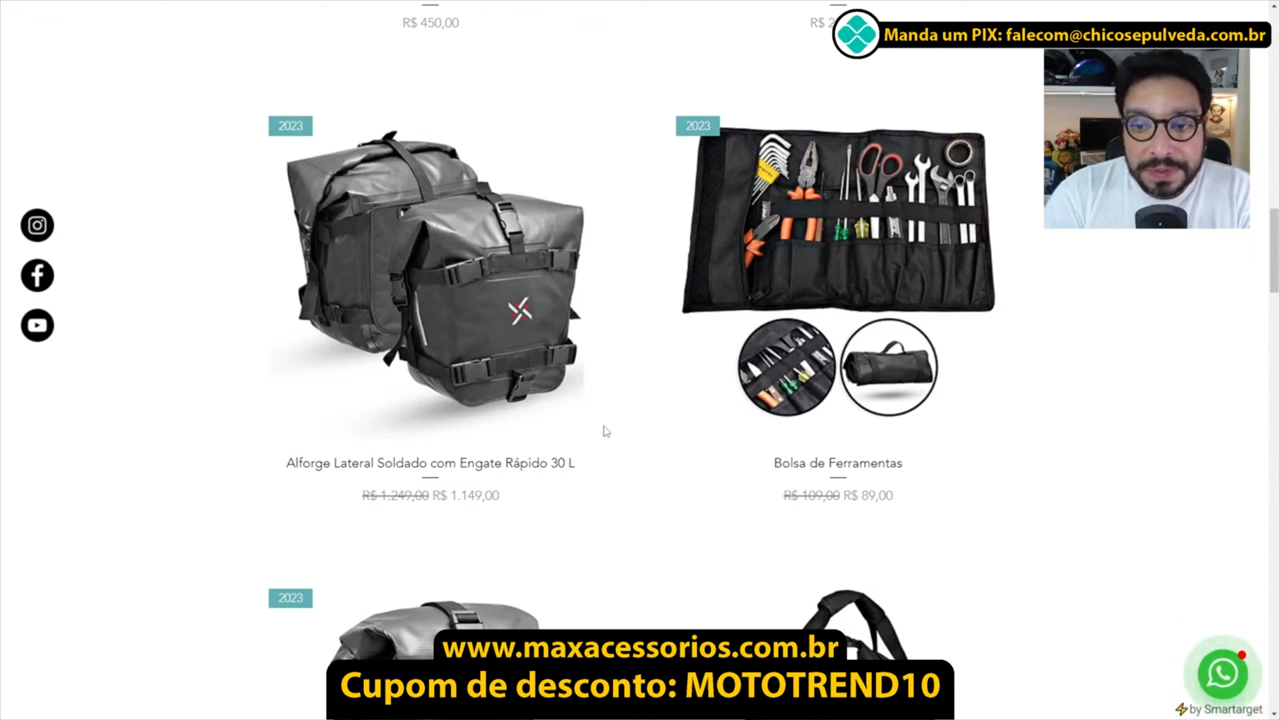 R$ 450,00
R$ 2
Manda um PIX: falecom@chicosepulveda.com.br
2023
2023
Alforge Lateral Soldado com Engate Rápido 30 L
Bolsa de Ferramentas
R$ 1.249,00 R$ 1.149,00
R$ 109,00 R$ 89,00
2023
www.maxacessorios.com.br
Cupom de desconto: MOTOTREND10
by Smartarget